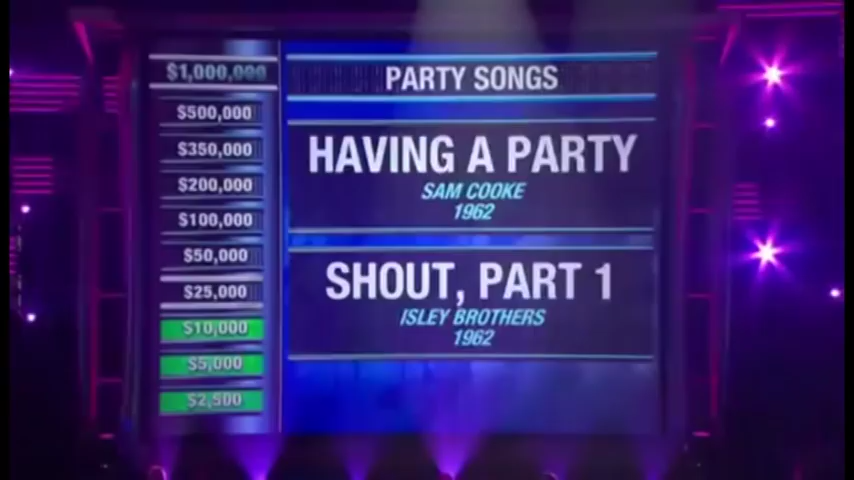 $1,000,000
$500,000
$350,000
$200,000
$100,000
$50,000
$25,000
$10,000
$5,000
$2,500
PARTY SONGS
HAVING A PARTY
SAM COOKE
1962
SHOUT, PART 1
ISLEY BROTHERS
1962